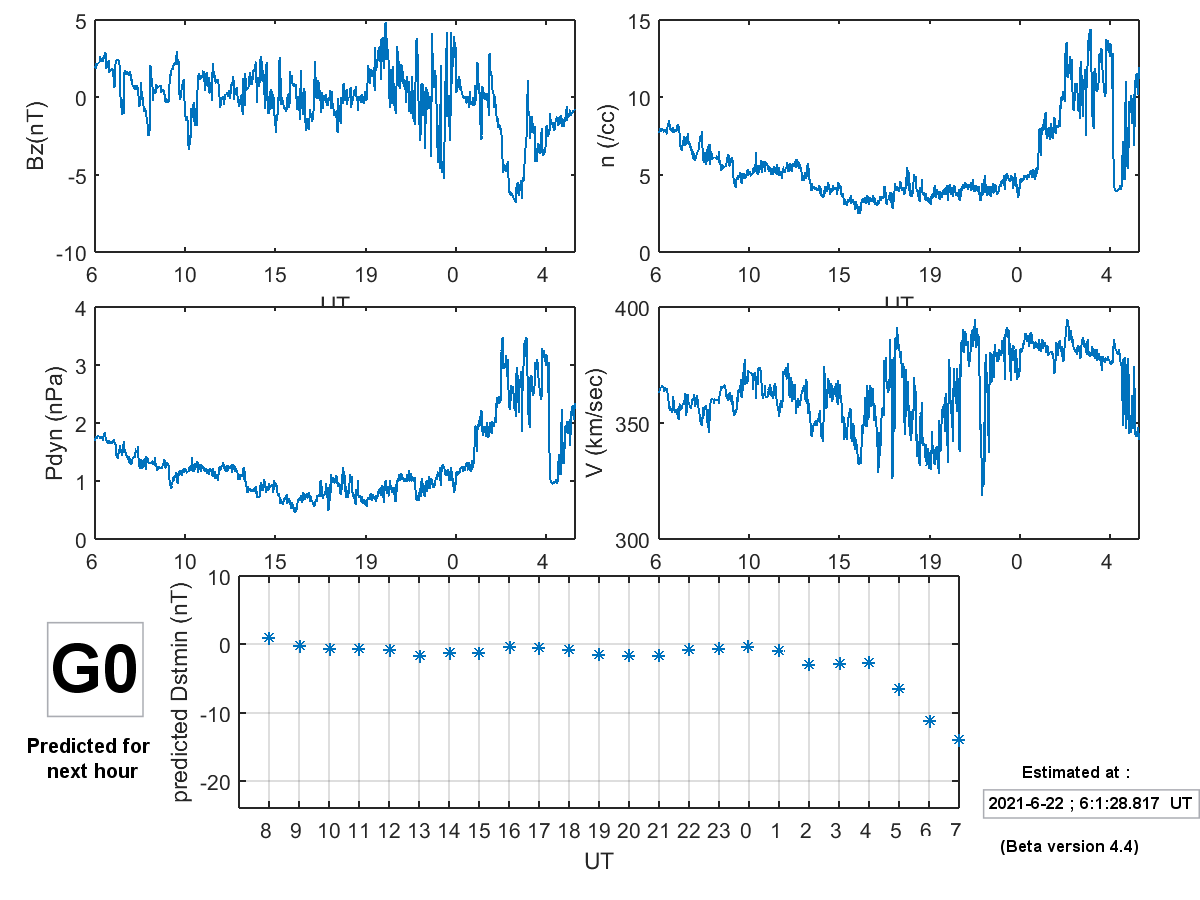 5
0
-5
-10
Bz(nT)
6 10 15 19 0 4
UT
15
10
5
0
n (/cc)
6 10 15 19 0 4
UT
4
3
2
1
0
Pdyn (nPa)
6 10 15 19 0 4
400
350
300
V (km/sec)
6 10 15 19 0 4
10
0
-10
-20
predicted Dstmin (nT)
8 9 10 11 12 13 14 15 16 17 18 19 20 21 22 23 0 1 2 3 4 5 6 7
UT
G0
Predicted for
next hour
Estimated at :
2021-6-22 ; 6:1:28.817 UT
(Beta version 4.4)